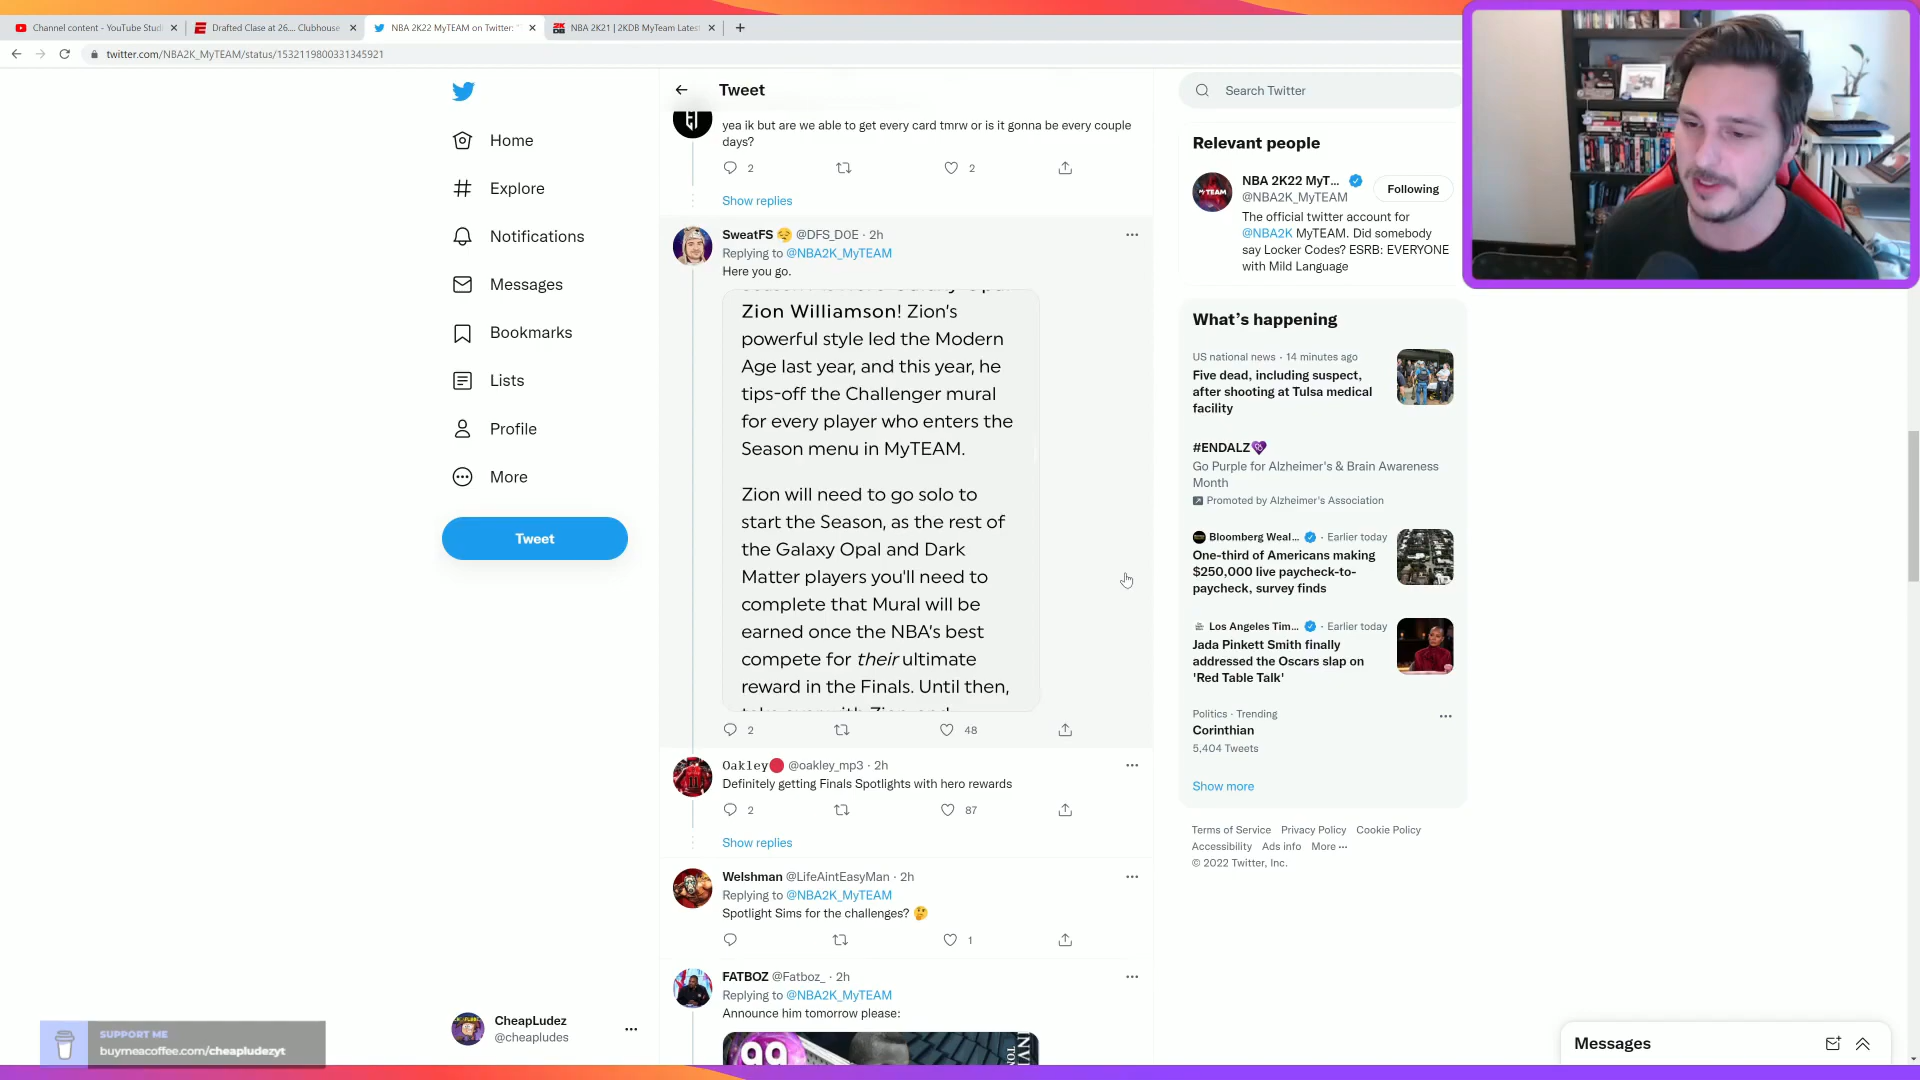 Channel content - YouTube Studi
Drafted Clase at 26.... Clubhouse
NBA 2K22 MyTEAM on Twitter: "
NBA 2K21 | 2KDB MyTeam Latest
twitter.com/NBA2K_MyTEAM/status/1532119800331345921
Home
Explore
Notifications
Messages
Bookmarks
Lists
Profile
More
Tweet
CheapLudez
@cheapludes
SUPPORT ME
buymeacoffee.com/cheapludezyt
Tweet
yea ik but are we able to get every card tmrw or is it gonna be every couple
days?
2
2
Show replies
SweatFS 😔 @DFS_D0E · 2h
Replying to @NBA2K_MyTEAM
Here you go.
Zion Williamson! Zion's
powerful style led the Modern
Age last year, and this year, he
tips-off the Challenger mural
for every player who enters the
Season menu in MyTEAM.
Zion will need to go solo to
start the Season, as the rest of
the Galaxy Opal and Dark
Matter players you'll need to
complete that Mural will be
earned once the NBA's best
compete for their ultimate
reward in the Finals. Until then,
2
48
Oakley🔴 @oakley_mp3 · 2h
Definitely getting Finals Spotlights with hero rewards
2
87
Show replies
Welshman @LifeAintEasyMan · 2h
Replying to @NBA2K_MyTEAM
Spotlight Sims for the challenges? 🤔
1
FATBOZ @Fatboz_ · 2h
Replying to @NBA2K_MyTEAM
Announce him tomorrow please:
99
Search Twitter
Relevant people
NBA 2K22 MyT...
@NBA2K_MyTEAM
Following
The official twitter account for
@NBA2K MyTEAM. Did somebody
say Locker Codes? ESRB: EVERYONE
with Mild Language
What's happening
US national news · 14 minutes ago
Five dead, including suspect,
after shooting at Tulsa medical
facility
#ENDALZ💜
Go Purple for Alzheimer's & Brain Awareness
Month
Promoted by Alzheimer's Association
Bloomberg Weal... · Earlier today
One-third of Americans making
$250,000 live paycheck-to-
paycheck, survey finds
Los Angeles Tim... · Earlier today
Jada Pinkett Smith finally
addressed the Oscars slap on
'Red Table Talk'
Politics · Trending
Corinthian
5,404 Tweets
Show more
Terms of Service Privacy Policy Cookie Policy
Accessibility Ads info More ···
© 2022 Twitter, Inc.
Messages